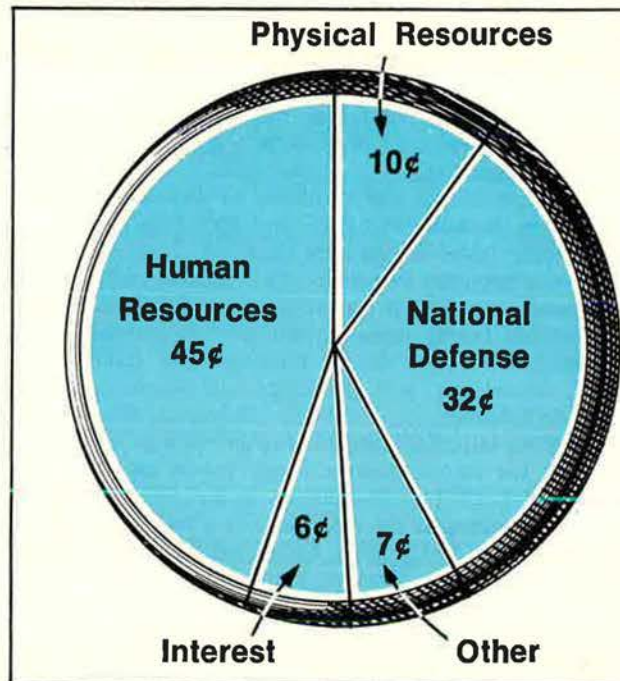 Physical Resources
10¢
Human
Resources
45¢
National
Defense
32¢
6¢
7¢
Interest
Other